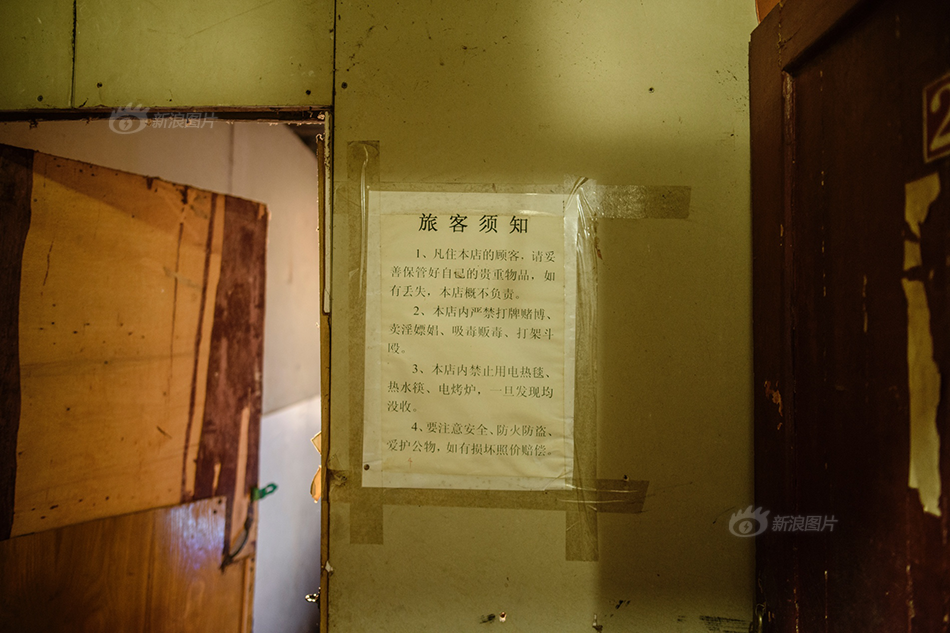 旅客须知
1、凡住本店的顾客，请妥
善保管好自己的贵重物品，如
有丢失，本店概不负责。
2、本店内严禁打牌赌博、
卖淫嫖娼、吸毒贩毒、打架斗
殴。
3、本店内禁止用电热毯、
热水筷、电烤炉，一旦发现均
没收。
4、要注意安全、防火防盗、
爱护公物，如有损坏照价赔偿。
2
新浪图片
新浪图片